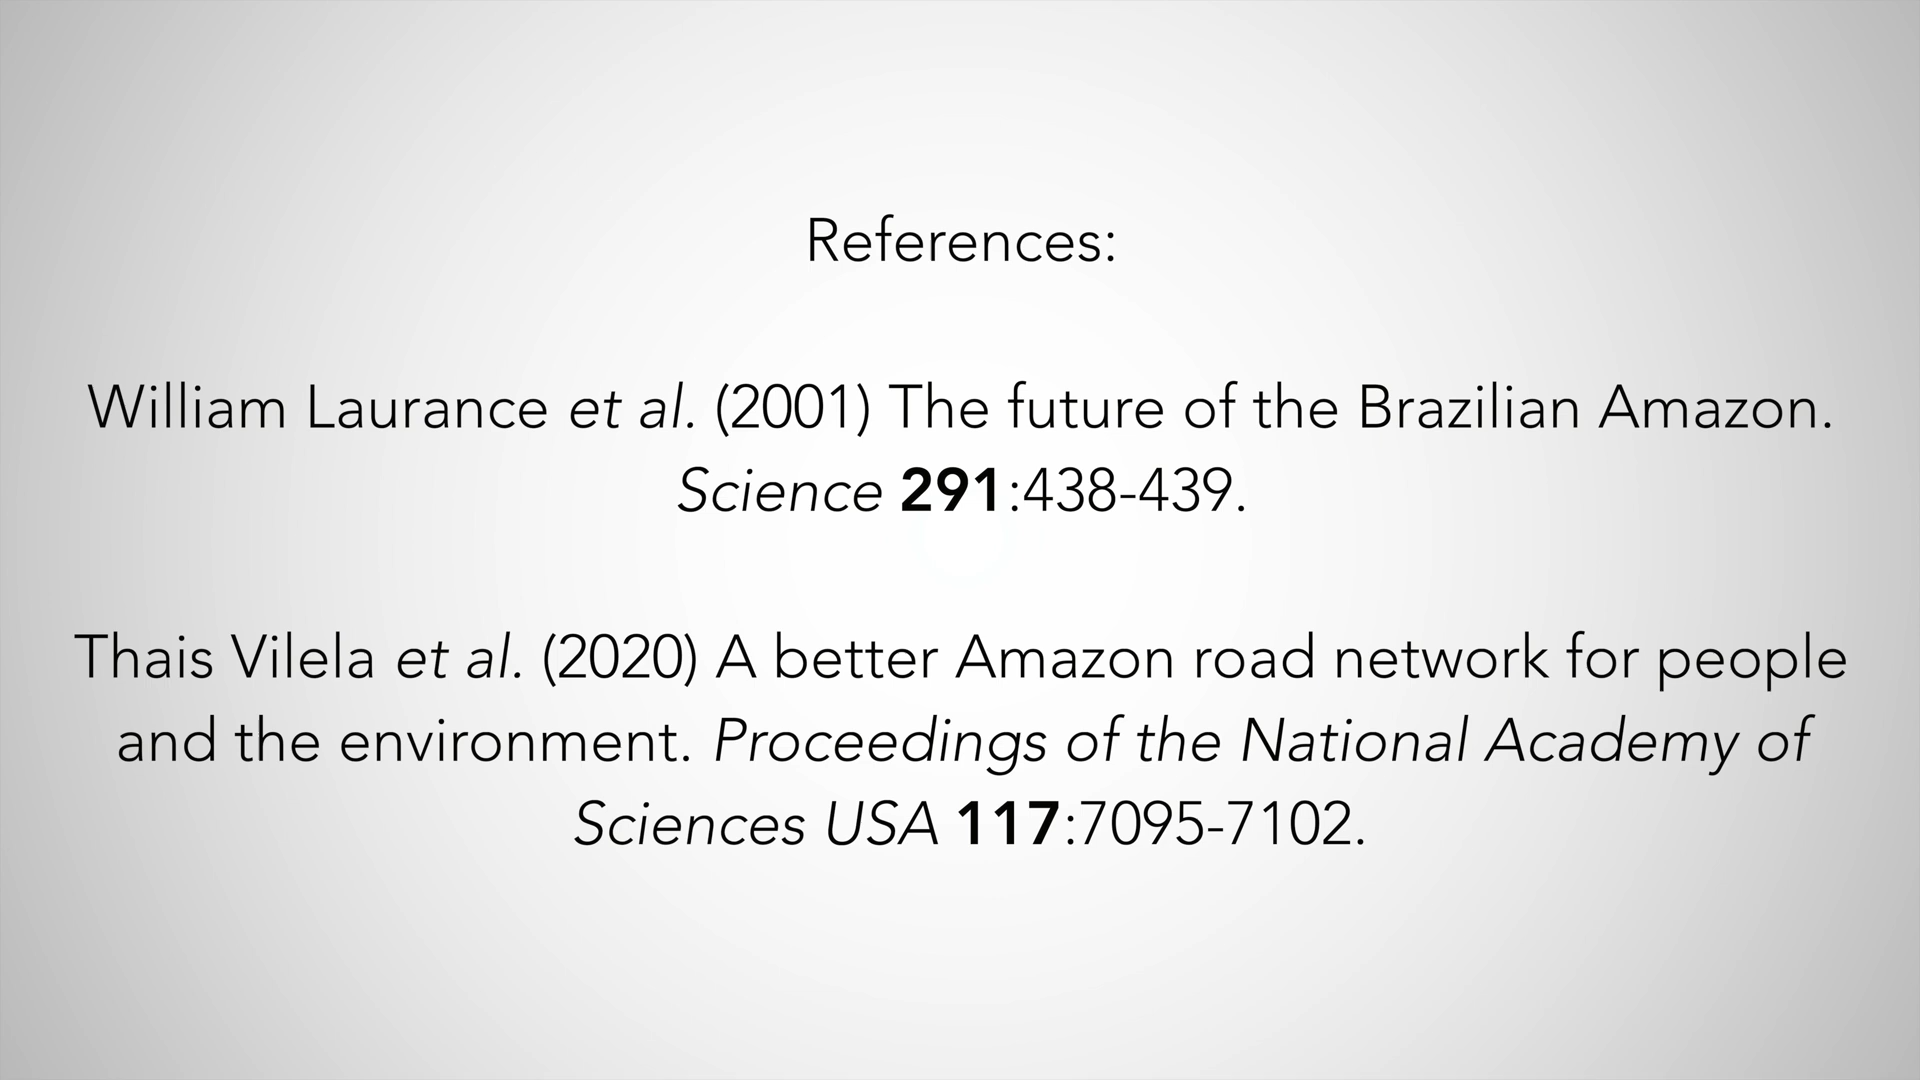 References:
William Laurance et al. (2001) The future of the Brazilian Amazon.
Science 291:438-439.
Thais Vilela et al. (2020) A better Amazon road network for people
and the environment. Proceedings of the National Academy of
Sciences USA 117:7095-7102.